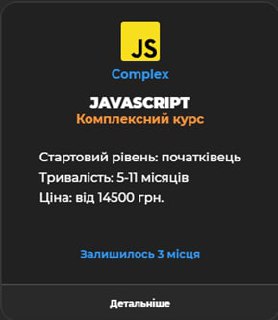 JS
Complex
JAVASCRIPT
Комплексний курс
Стартовий рівень: початківець
Тривалість: 5-11 місяців
Ціна: від 14500 грн.
Залишилось 3 місця
Детальніше